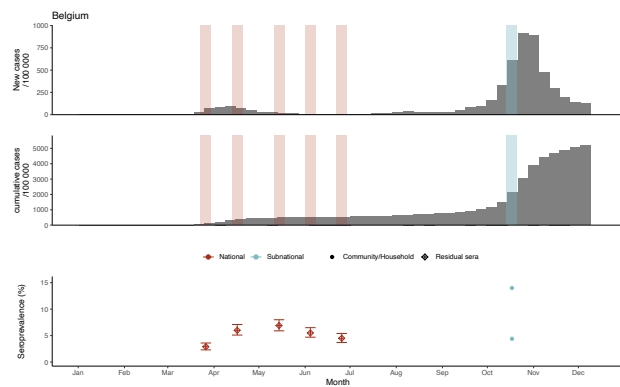 Belgium
New cases
/100 000
1000
750
500
250
0
cumulative cases
/100 000
5000
4000
3000
2000
1000
0
National Subnational Community/Household Residual sera
Seroprevalence (%)
15
10
5
0
Jan Feb Mar Apr May Jun Jul Aug Sep Oct Nov Dec
Month